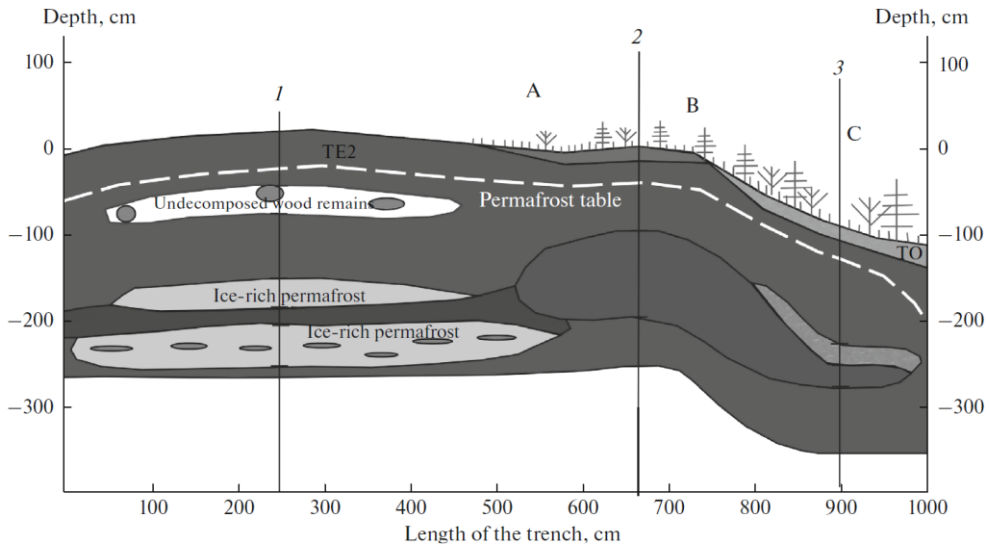 Depth, cm
Depth, cm
2
3
1
100
100
A
B
C
0
0
TE2
Undecomposed wood remains
Permafrost table
−100
−100
TO
Ice-rich permafrost
−200
−200
Ice-rich permafrost
−300
−300
100 200 300 400 500 600 700 800 900 1000
Length of the trench, cm